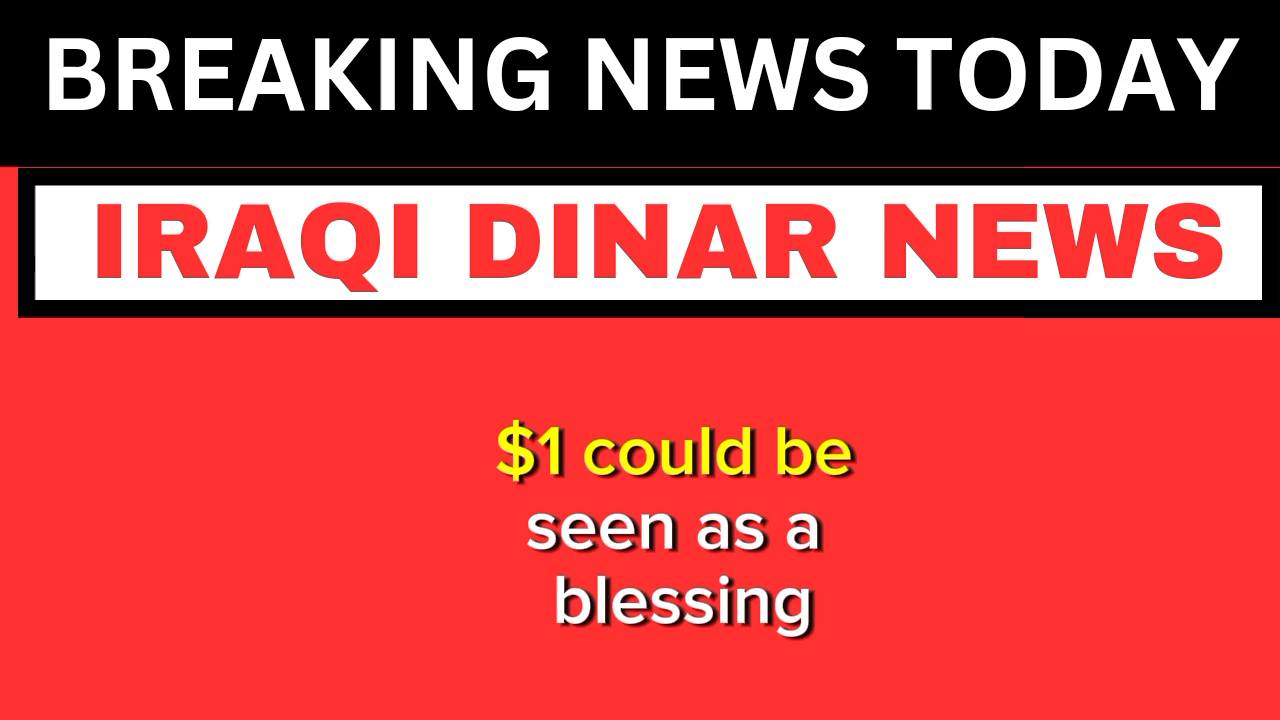 BREAKING NEWS TODAY
IRAQI DINAR NEWS
$1 could be
seen as a
blessing